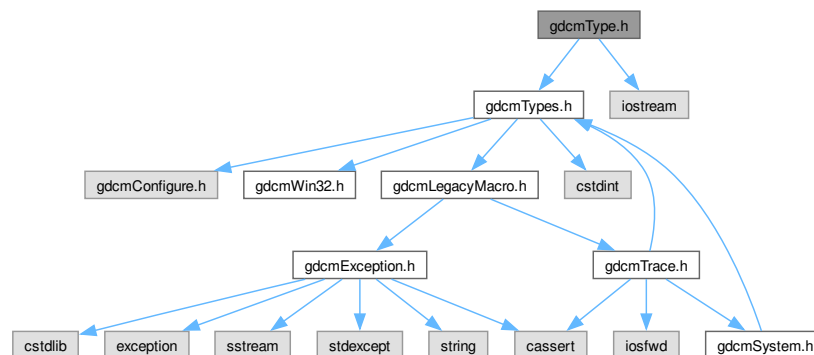 gdcmType.h
gdcmTypes.h
iostream
gdcmConfigure.h
gdcmWin32.h
gdcmLegacyMacro.h
cstdint
gdcmException.h
gdcmTrace.h
cstdlib
exception
sstream
stdexcept
string
cassert
iosfwd
gdcmSystem.h